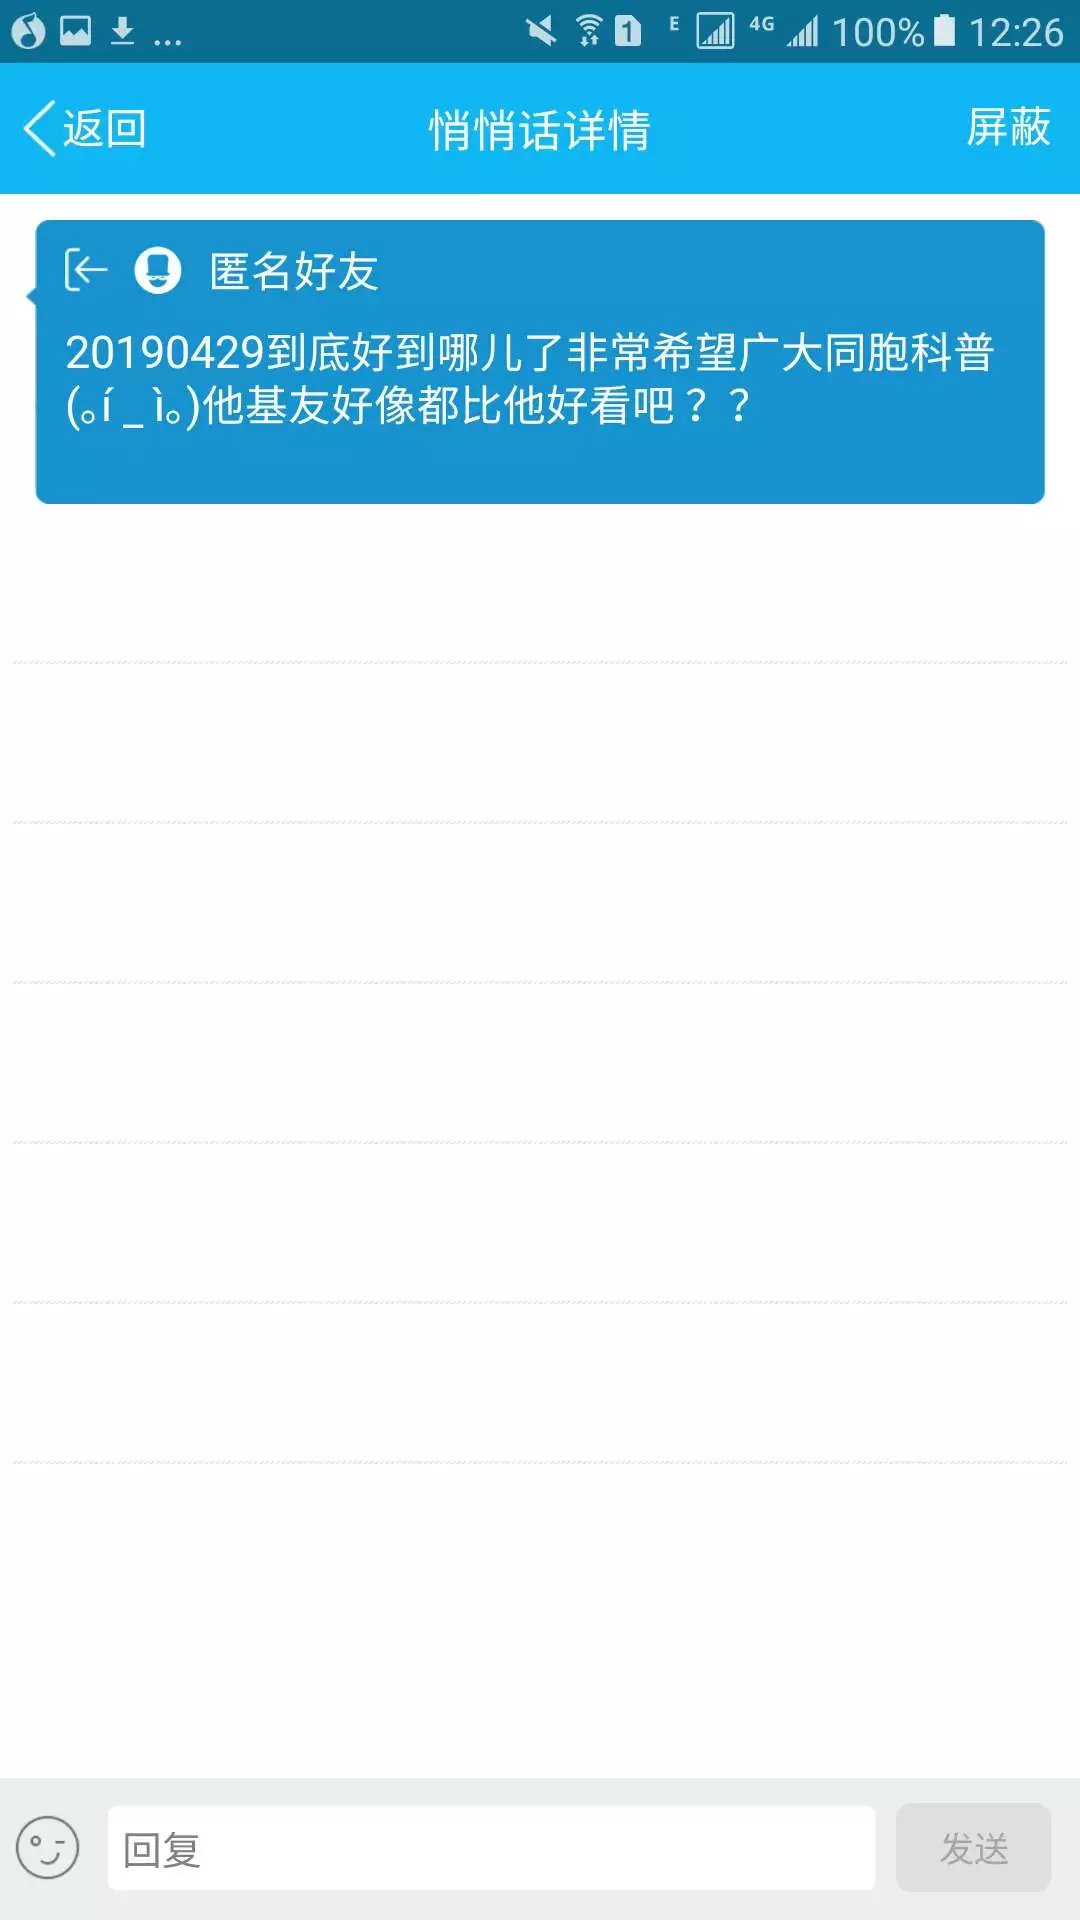 ... 1 E 4G 100% 12:26
返回 悄悄话详情 屏蔽
匿名好友
20190429到底好到哪儿了非常希望广大同胞科普
(｡í _ ì｡)他基友好像都比他好看吧？？
回复 发送